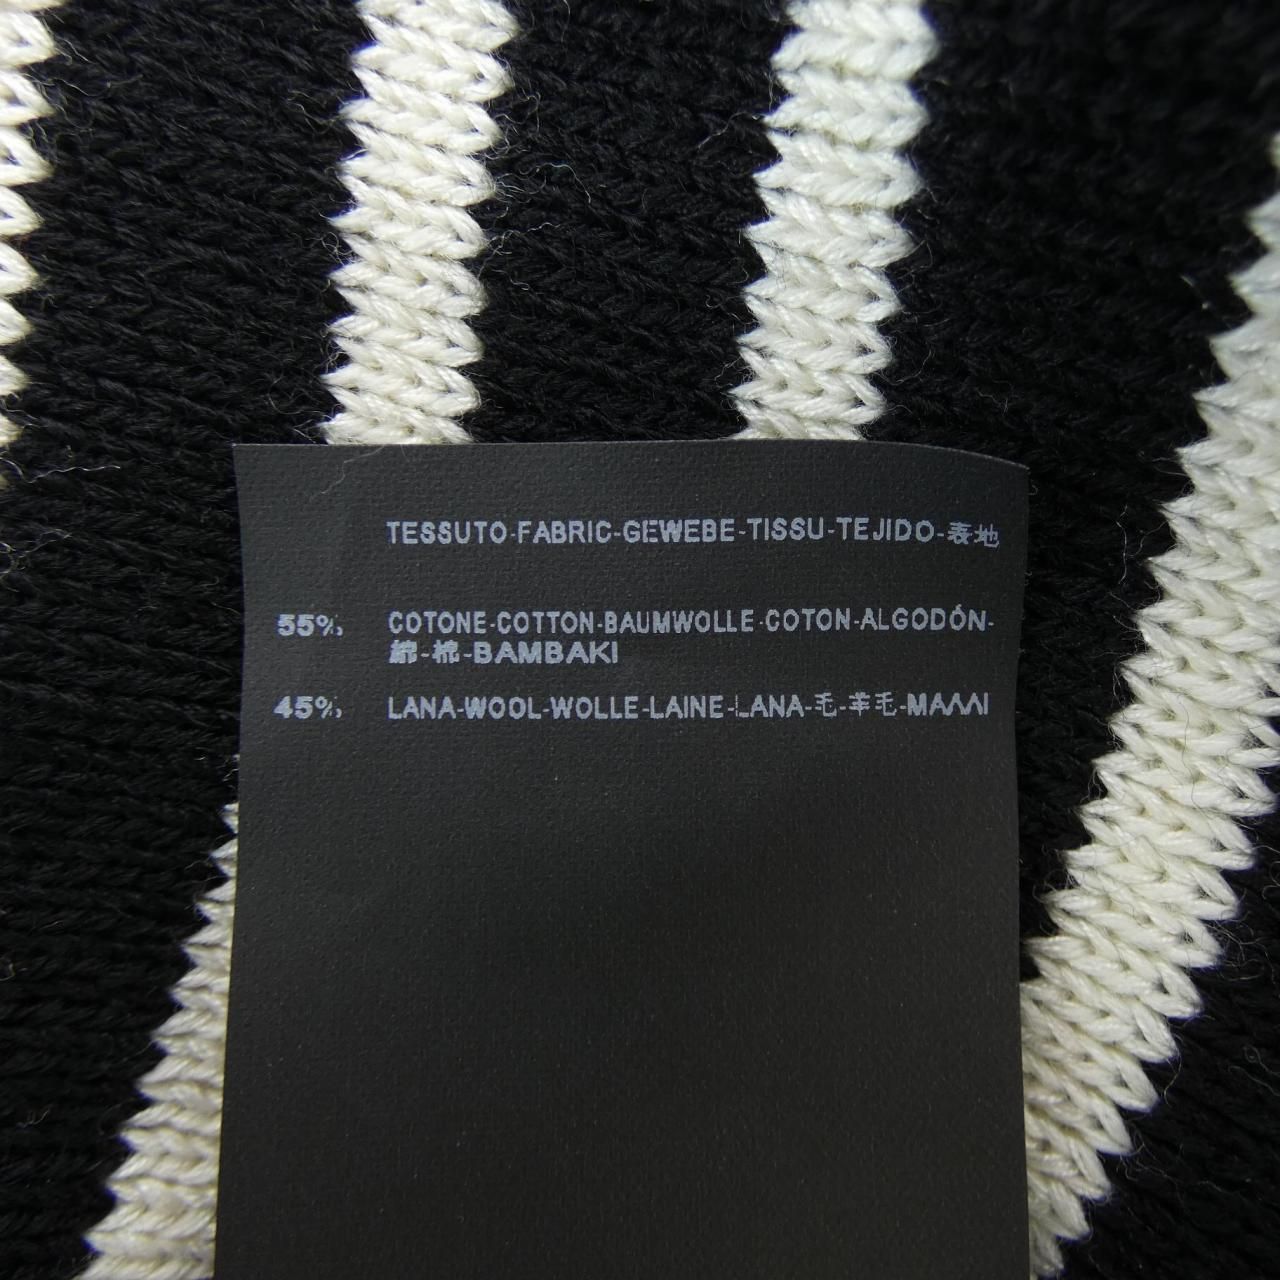 TESSUTO-FABRIC-GEWEBE-TISSU-TEJIDO-表地
55% COTONE-COTTON-BAUMWOLLE-COTON-ALGODÓN-
綿-棉-BAMBAKI
45% LANA-WOOL-WOLLE-LAINE-LANA-毛-羊毛-ΜΑΛΛΙ